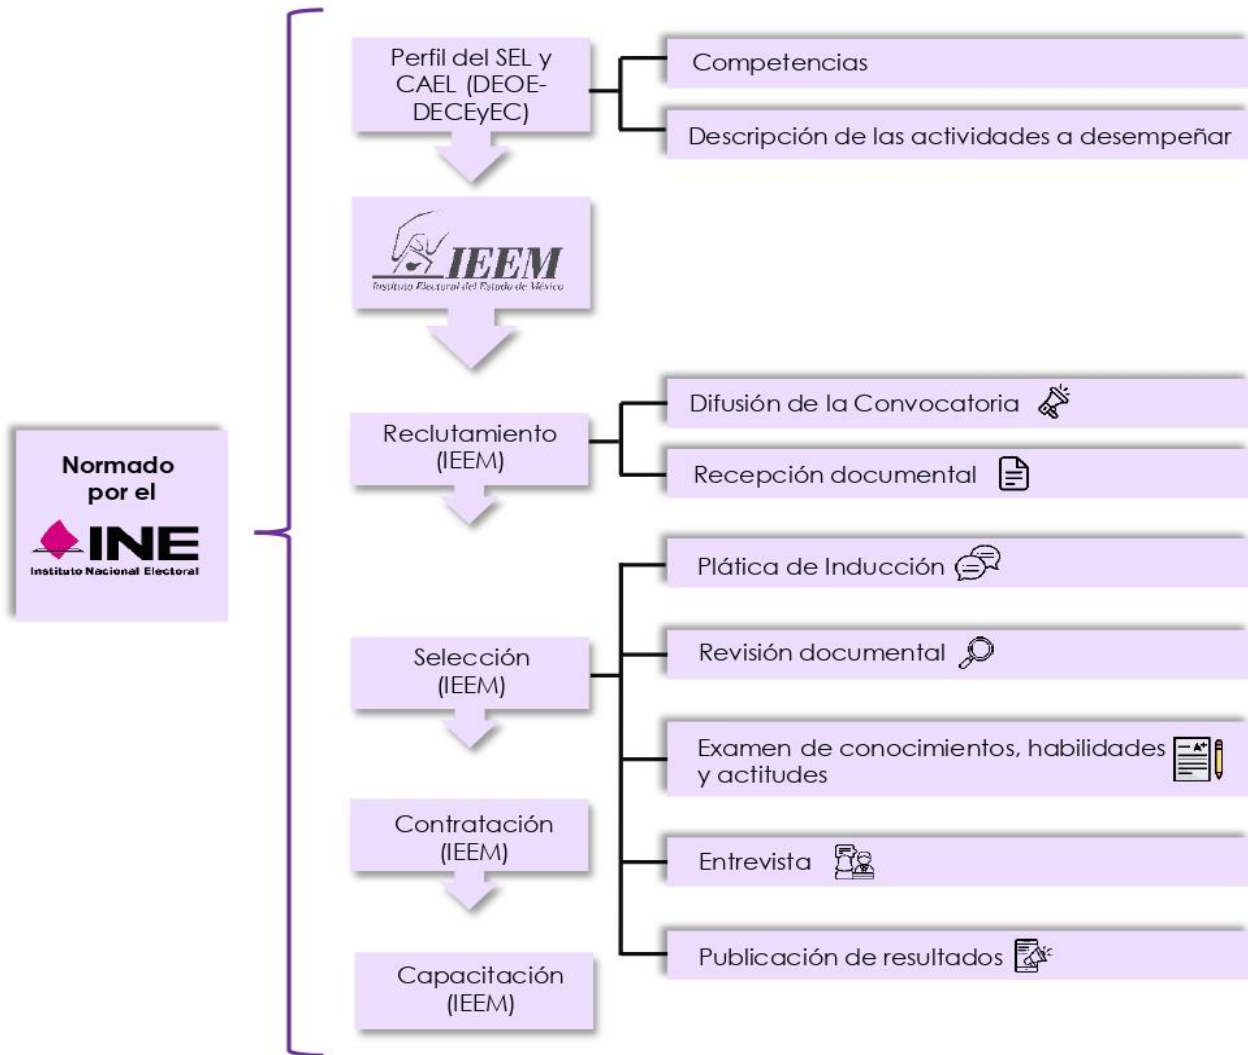 Normado
por el
INE
Instituto Nacional Electoral
Perfil del SEL y
CAEL (DEOE-
DECEyEC)
Competencias
Descripción de las actividades a desempeñar
IEEM
Instituto Electoral del Estado de México
Reclutamiento
(IEEM)
Difusión de la Convocatoria
Recepción documental
Selección
(IEEM)
Plática de Inducción
Revisión documental
Examen de conocimientos, habilidades
y actitudes
A+
Entrevista
Publicación de resultados
Contratación
(IEEM)
Capacitación
(IEEM)